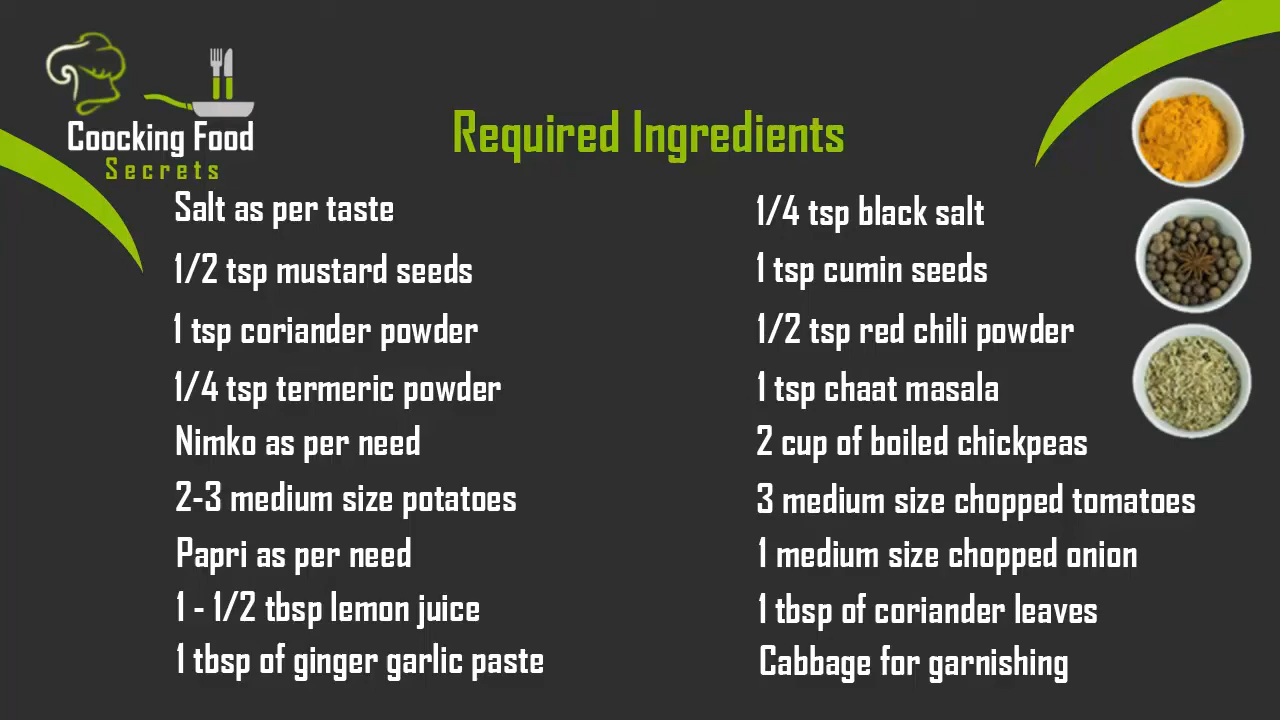 Coocking Food
Secrets
Required Ingredients
Salt as per taste
1/2 tsp mustard seeds
1 tsp coriander powder
1/4 tsp termeric powder
Nimko as per need
2-3 medium size potatoes
Papri as per need
1 - 1/2 tbsp lemon juice
1 tbsp of ginger garlic paste
1/4 tsp black salt
1 tsp cumin seeds
1/2 tsp red chili powder
1 tsp chaat masala
2 cup of boiled chickpeas
3 medium size chopped tomatoes
1 medium size chopped onion
1 tbsp of coriander leaves
Cabbage for garnishing